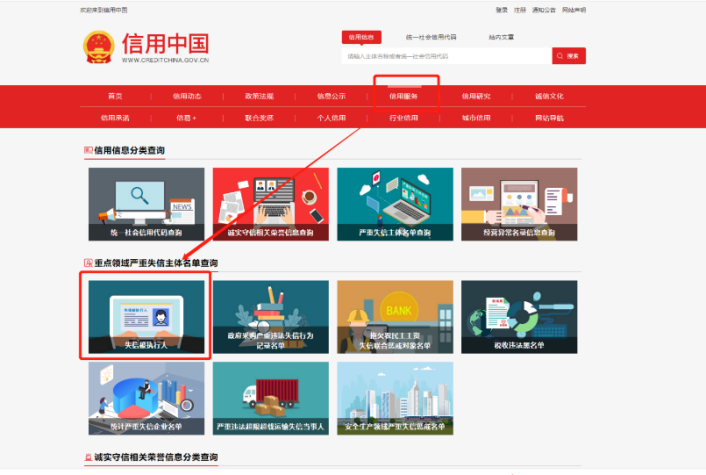 欢迎来到信用中国
登录 注册 通知公告 网站声明
信用中国
WWW.CREDITCHINA.GOV.CN
信用信息 统一社会信用代码 站内文章
请输入主体名称或者统一社会信用代码 搜索
首页 信用动态 政策法规 信息公示 信用服务 信用研究 诚信文化
信用承诺 信易+ 联合奖惩 个人信用 行业信用 城市信用 网站导航
信用信息分类查询
NEWS
统一社会信用代码查询 诚实守信相关荣誉信息查询 严重失信主体名单查询 经营异常名录信息查询
重点领域严重失信主体名单查询
失信被执行人
BANK
失信被执行人 政府采购严重违法失信行为
记录名单 拖欠农民工工资
失信联合惩戒对象名单 税收违法黑名单
统计严重失信企业名单 严重违法超限超载运输失信当事人 安全生产领域严重失信惩戒名单
诚实守信相关荣誉信息分类查询